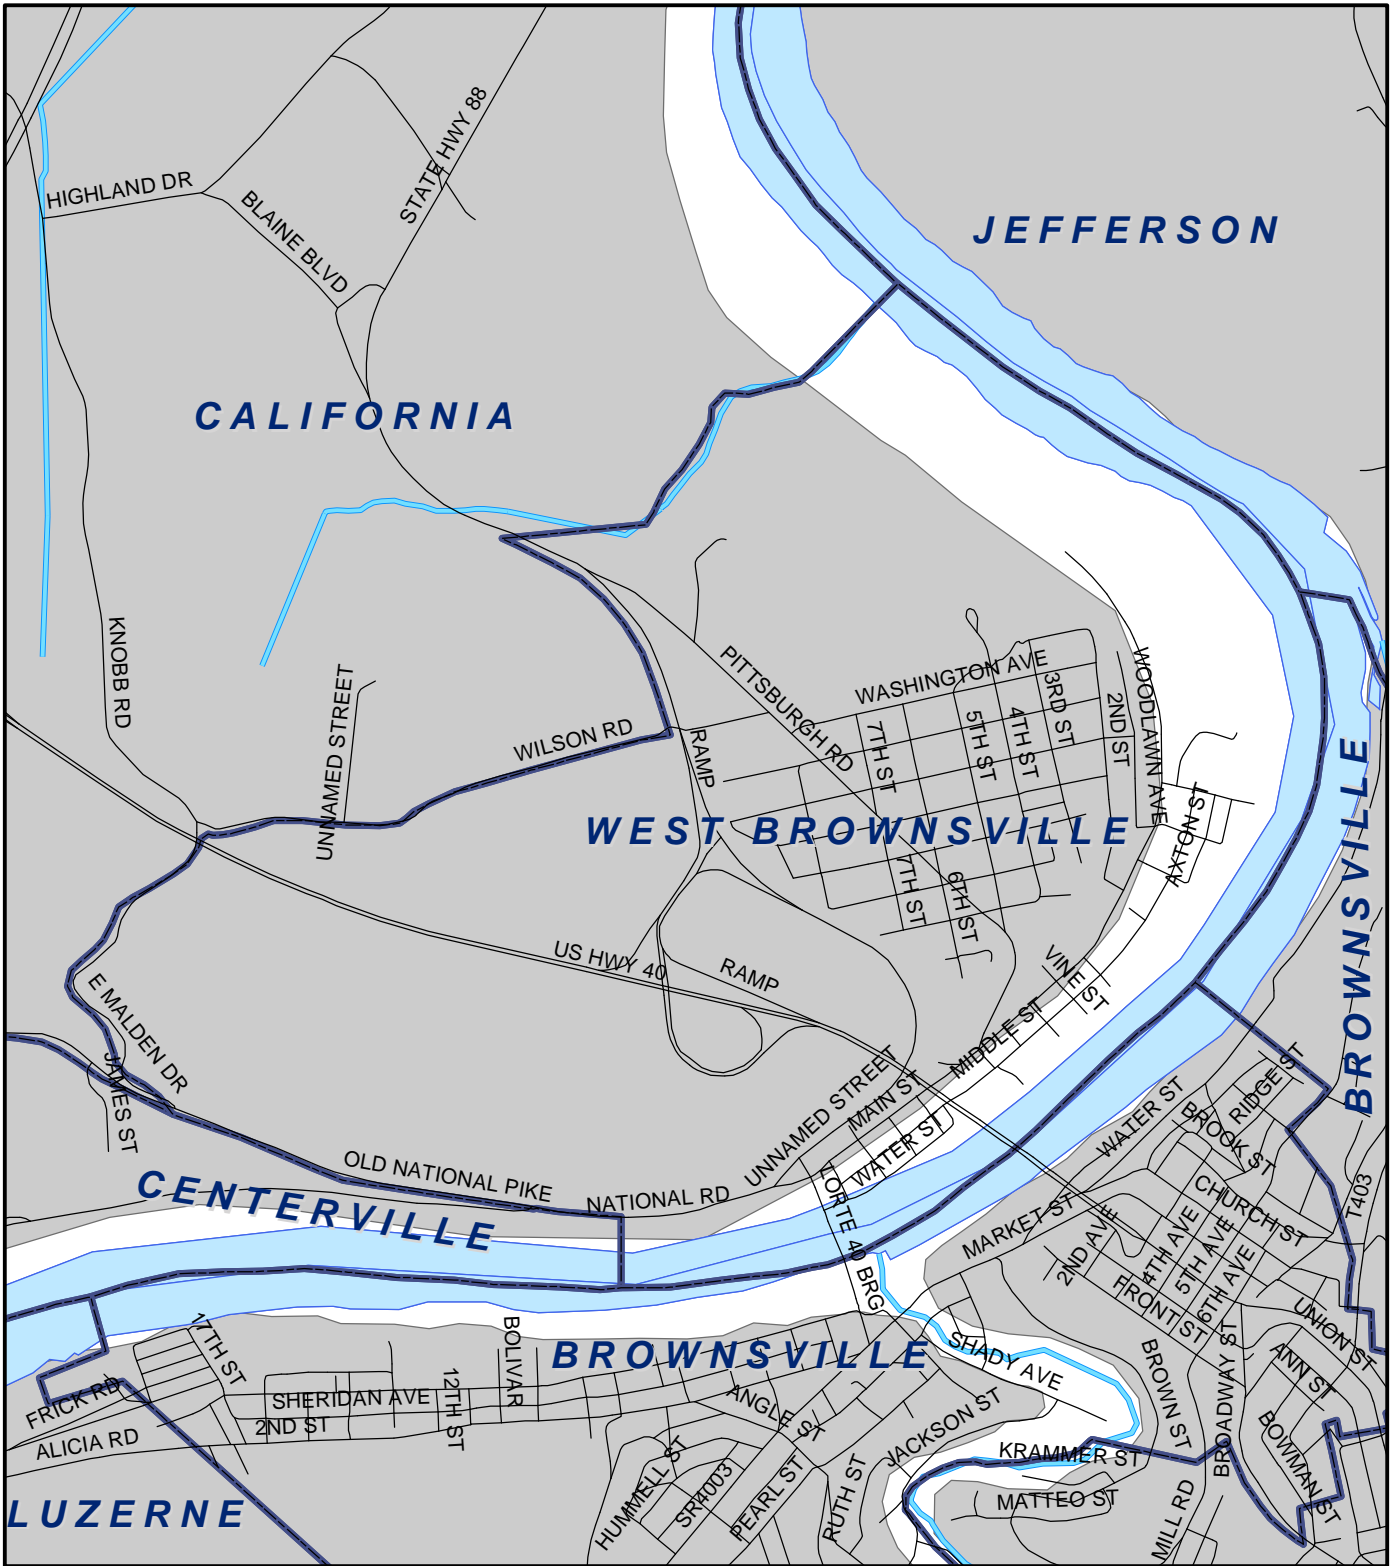 STATE HWY 88
HIGHLAND DR
BLAINE BLVD
JEFFERSON
CALIFORNIA
KNOBB RD
UNNAMED STREET
WILSON RD
PITTSBURGH RD
RAMP
WASHINGTON AVE
WOODLAWN AVE
3RD ST
2ND ST
4TH ST
5TH ST
7TH ST
WEST BROWNSVILLE
AXTON ST
BROWNSVILLE
7TH ST
6TH ST
US HWY 40
RAMP
VINE ST
E MALDEN DR
JAMES ST
MIDDLE ST
UNNAMED STREET
MAIN ST
WATER ST
RIDGE ST
BROOK ST
WATER ST
OLD NATIONAL PIKE
NATIONAL RD
CENTERVILLE
LORTE 40 BRG
MARKET ST
CHURCH ST
T403
2ND AVE
4TH AVE
5TH AVE
6TH AVE
FRONT ST
UNION ST
17TH ST
BOLIVAR
BROWNSVILLE
SHADY AVE
BROWN ST
BROADWAY ST
ANN ST
FRICK RD
SHERIDAN AVE
12TH ST
2ND ST
ANGLE ST
JACKSON ST
BOWMAN ST
ALICIA RD
HUMMELL ST
SR4003
PEARL ST
RUTH ST
KRAMMER ST
MATTEO ST
MILL RD
LUZERNE